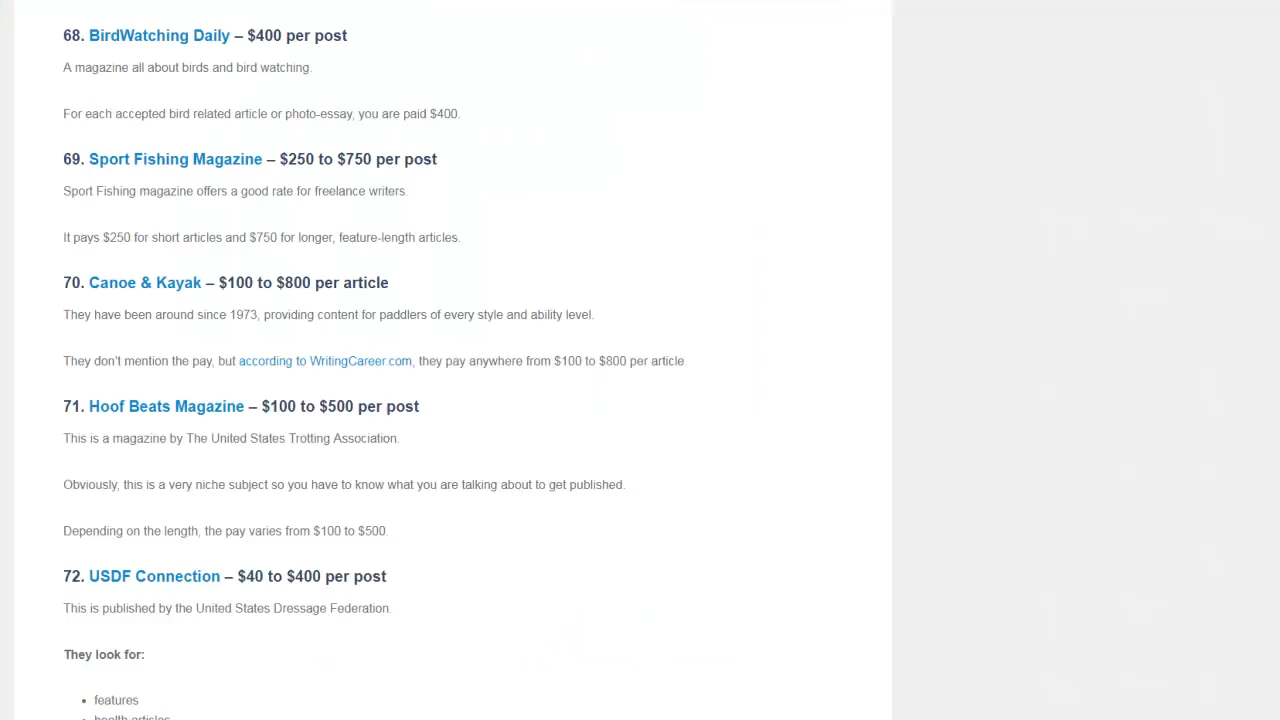 68. BirdWatching Daily – $400 per post
A magazine all about birds and bird watching.
For each accepted bird related article or photo-essay, you are paid $400.
69. Sport Fishing Magazine – $250 to $750 per post
Sport Fishing magazine offers a good rate for freelance writers.
It pays $250 for short articles and $750 for longer, feature-length articles.
70. Canoe & Kayak – $100 to $800 per article
They have been around since 1973, providing content for paddlers of every style and ability level.
They don't mention the pay, but according to WritingCareer.com, they pay anywhere from $100 to $800 per article.
71. Hoof Beats Magazine – $100 to $500 per post
This is a magazine by The United States Trotting Association.
Obviously, this is a very niche subject so you have to know what you are talking about to get published.
Depending on the length, the pay varies from $100 to $500.
72. USDF Connection – $40 to $400 per post
This is published by the United States Dressage Federation.
They look for:
• features
• health articles